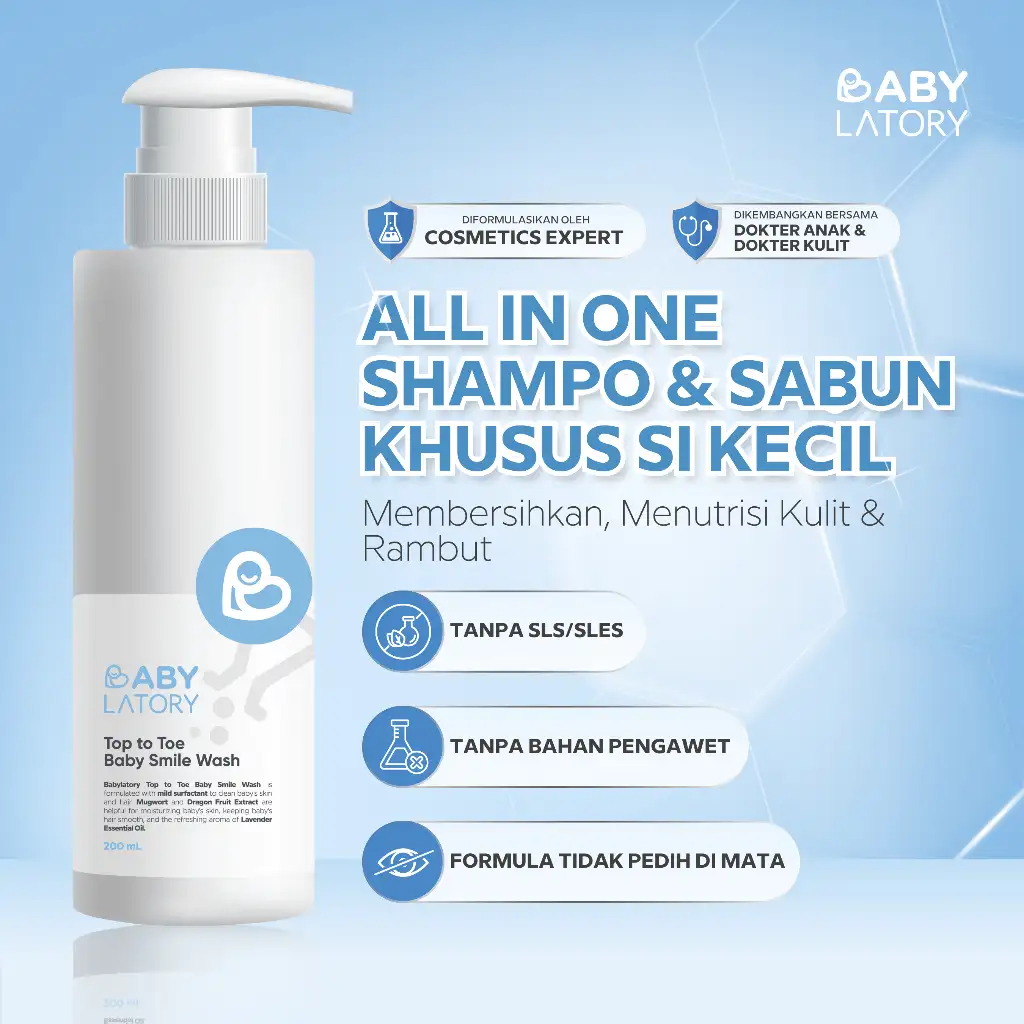 BABY
LATORY
DIFORMULASIKAN OLEH
COSMETICS EXPERT
DIKEMBANGKAN BERSAMA
DOKTER ANAK &
DOKTER KULIT
ALL IN ONE
SHAMPO & SABUN
KHUSUS SI KECIL
Membersihkan, Menutrisi Kulit &
Rambut
TANPA SLS/SLES
TANPA BAHAN PENGAWET
FORMULA TIDAK PEDIH DI MATA
BABY
LATORY
Top to Toe
Baby Smile Wash
Babylatory Top to Toe Baby Smile Wash is
formulated with mild surfactant to clean baby's skin
and hair. Mugwort and Dragon Fruit Extract are
helpful for moisturizing baby's skin, keeping baby's
hair smooth, and the refreshing aroma of Lavender
Essential Oil.
200 mL